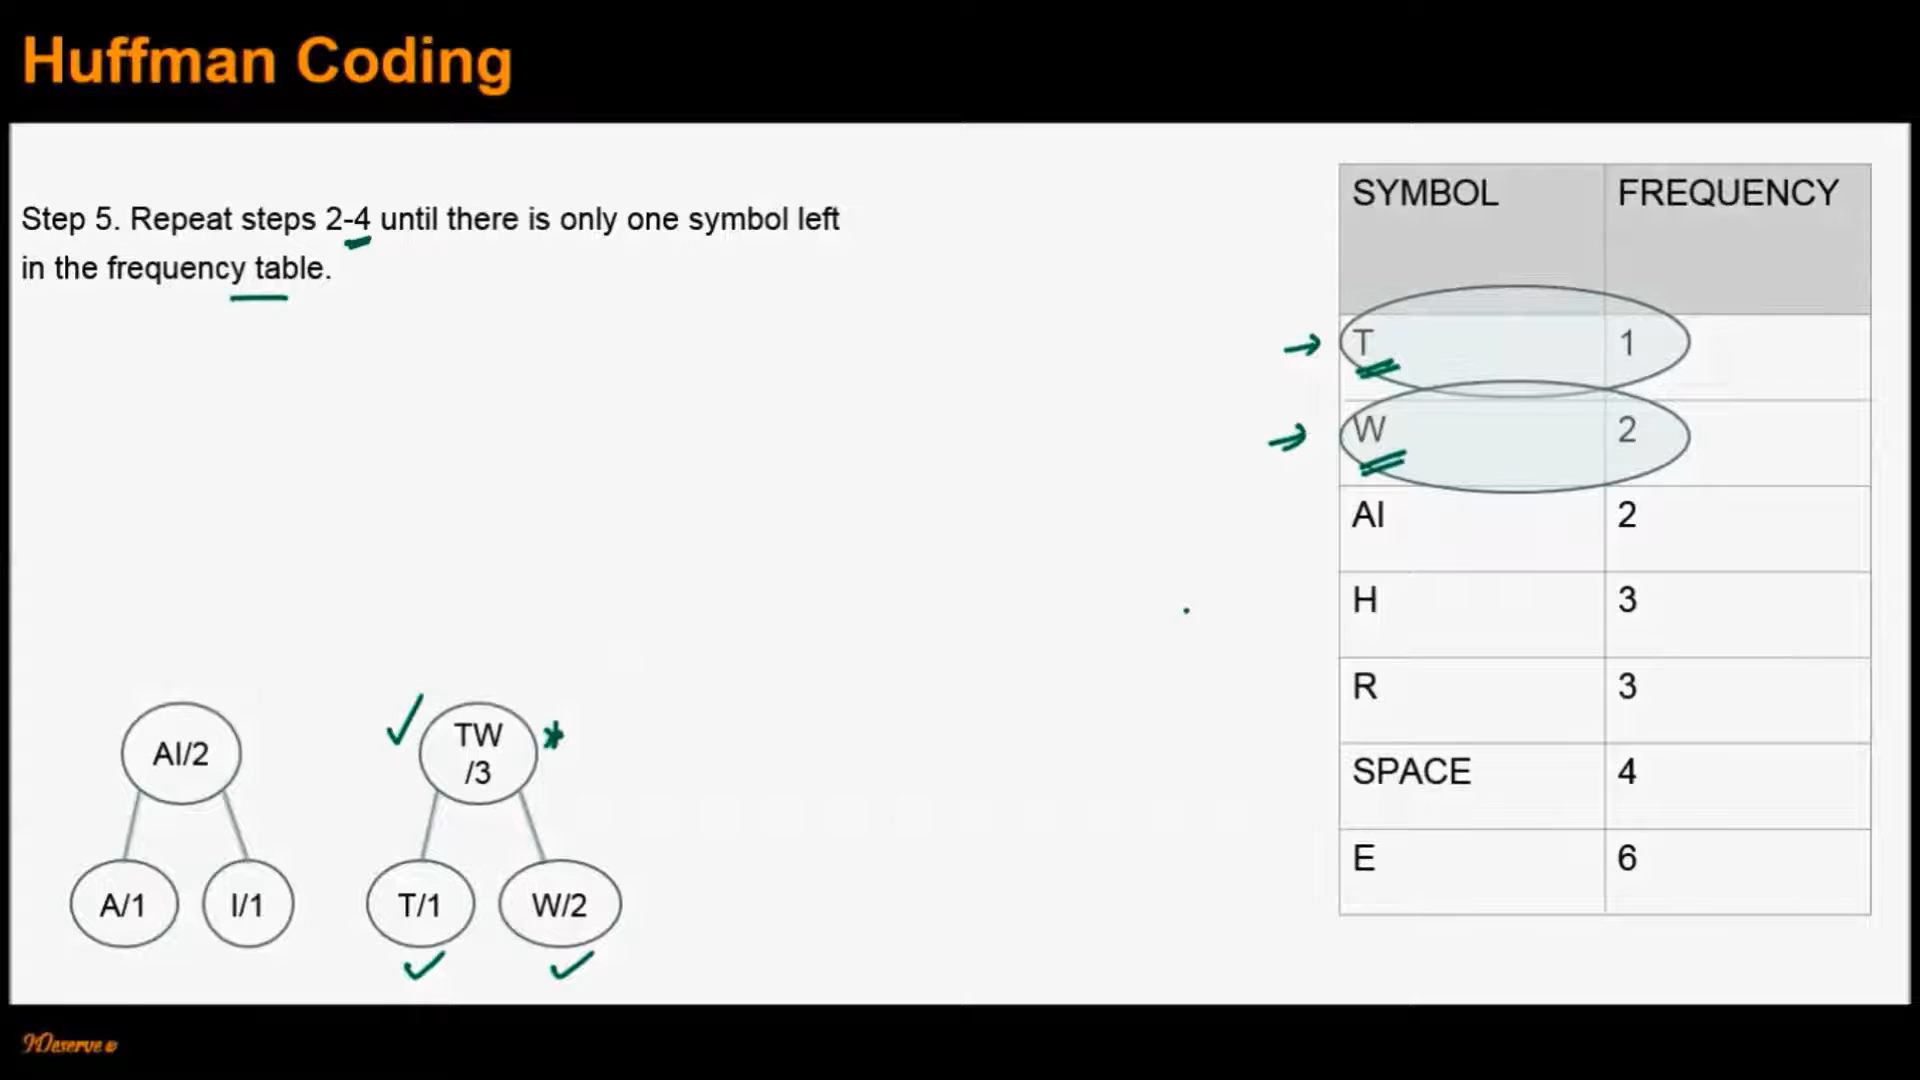 Huffman Coding
Step 5. Repeat steps 2-4 until there is only one symbol left
in the frequency table.
SYMBOL FREQUENCY
T 1
W 2
AI 2
H 3
R 3
SPACE 4
E 6
AI/2
TW
/3
A/1 I/1 T/1 W/2